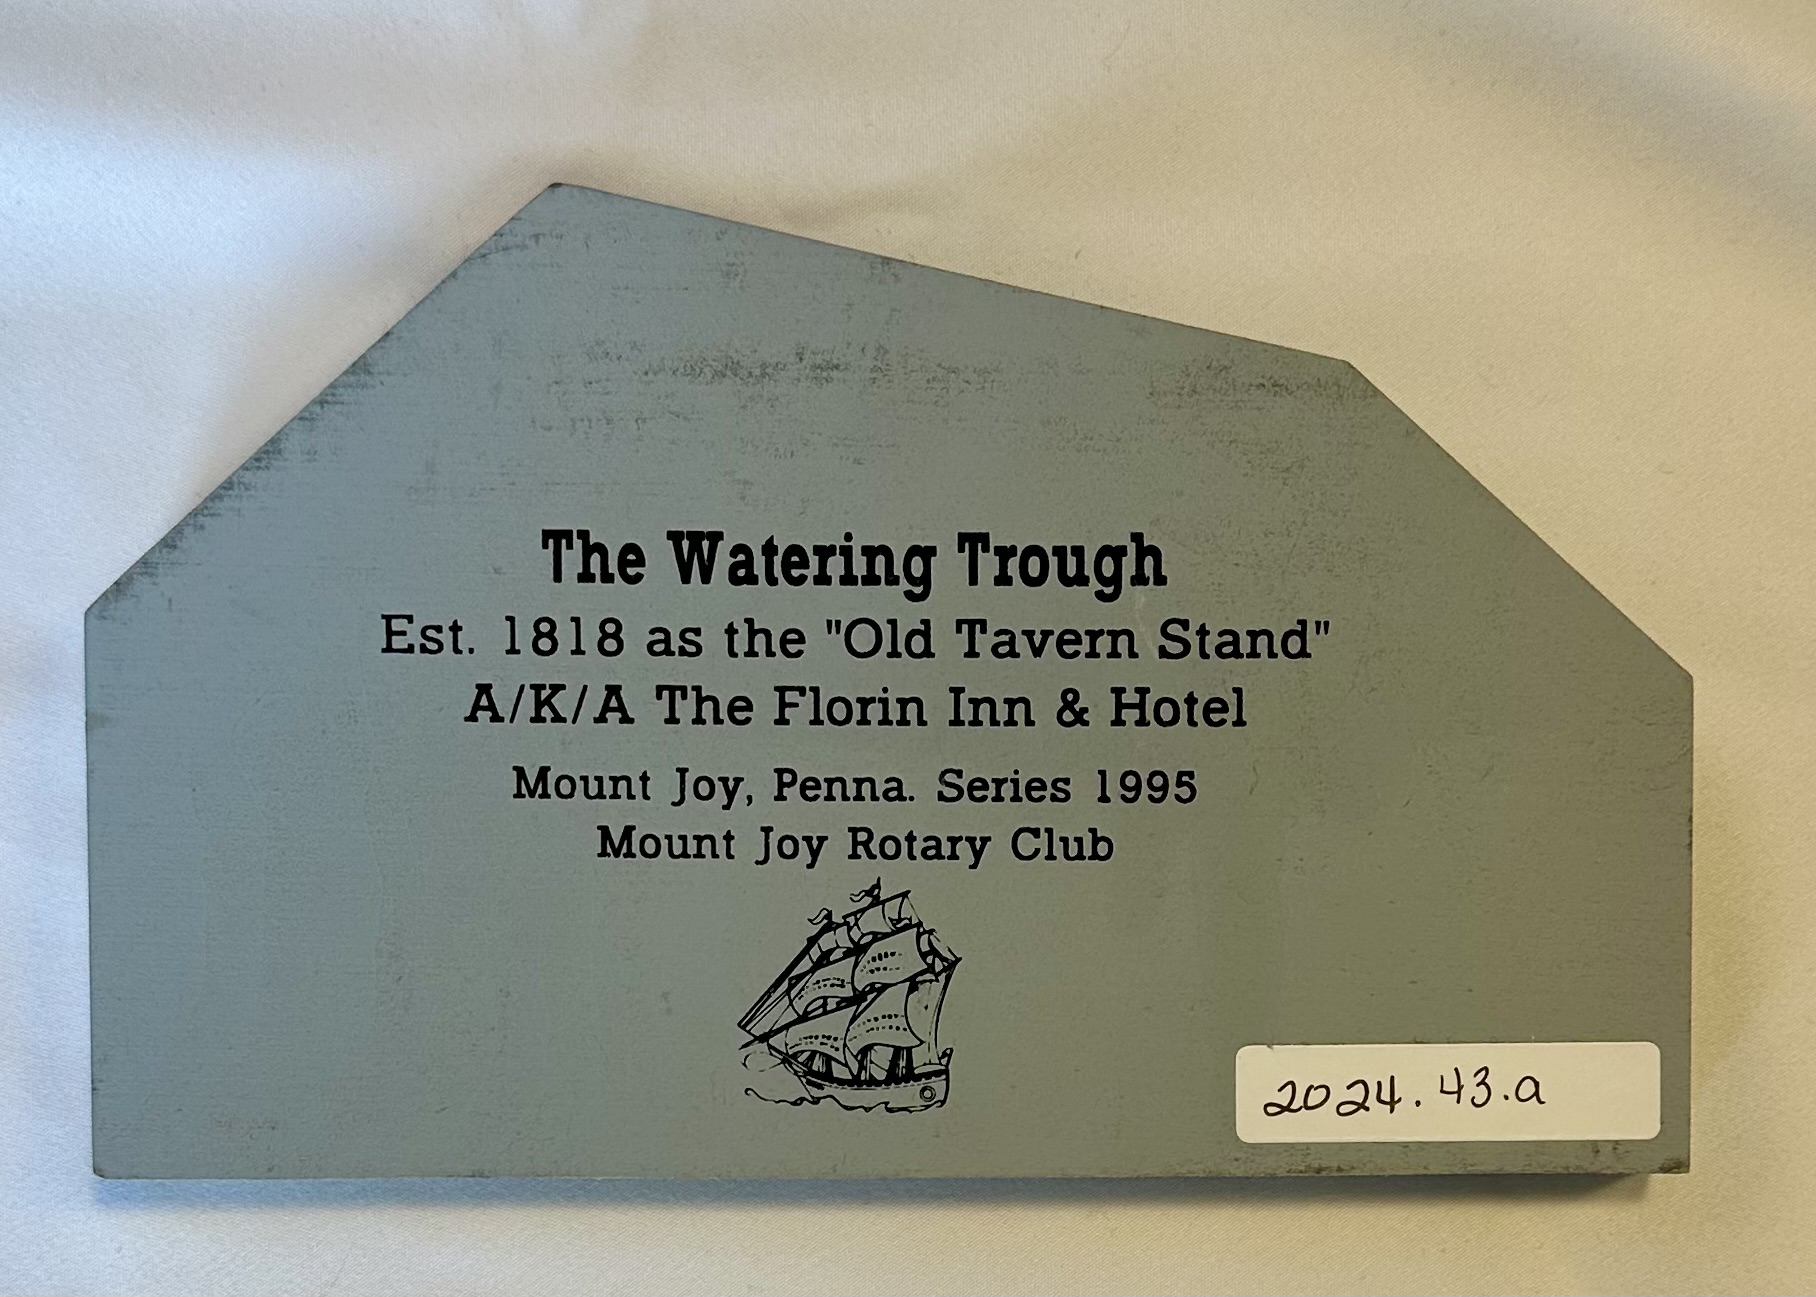 The Watering Trough
Est. 1818 as the "Old Tavern Stand"
A/K/A The Florin Inn & Hotel
Mount Joy, Penna. Series 1995
Mount Joy Rotary Club
2024.43.a